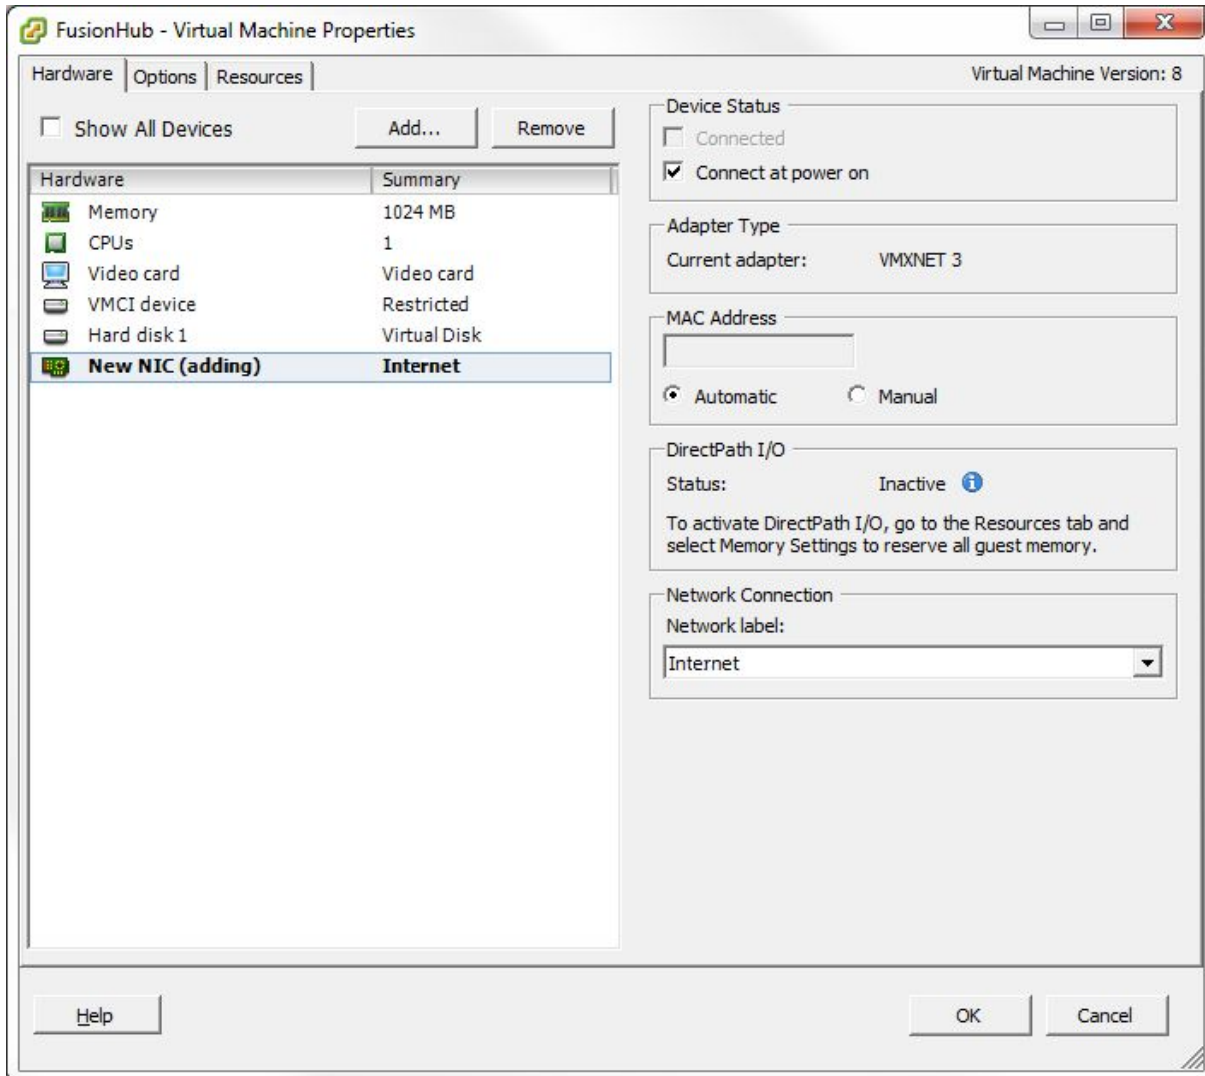 FusionHub - Virtual Machine Properties
Hardware Options Resources
Virtual Machine Version: 8
Show All Devices Add... Remove
Hardware Summary
Memory 1024 MB
CPUs 1
Video card Video card
VMCI device Restricted
Hard disk 1 Virtual Disk
New NIC (adding) Internet
Device Status
Connected
Connect at power on
Adapter Type
Current adapter: VMXNET 3
MAC Address
Automatic Manual
DirectPath I/O
Status: Inactive
To activate DirectPath I/O, go to the Resources tab and
select Memory Settings to reserve all guest memory.
Network Connection
Network label:
Internet
Help OK Cancel